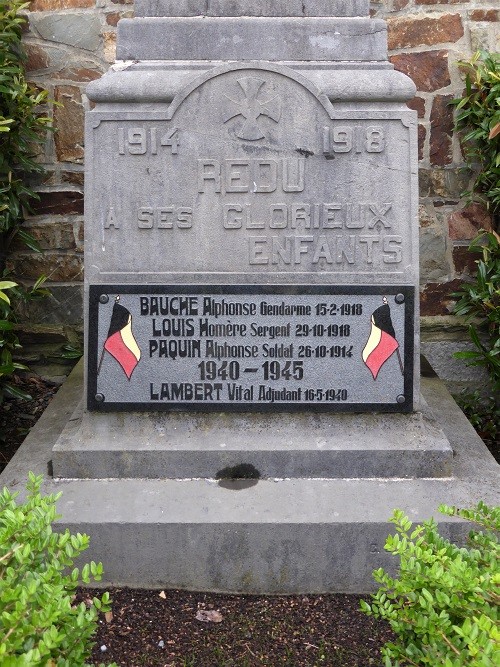 1914 1918
REDU
A SES GLORIEUX
ENFANTS
BAUCHE Alphonse Gendarme 15-2-1918
LOUIS Homère Sergent 29-10-1918
PAQUIN Alphonse Soldat 26-10-1914
1940 - 1945
LAMBERT Vital Adjudant 16-5-1940